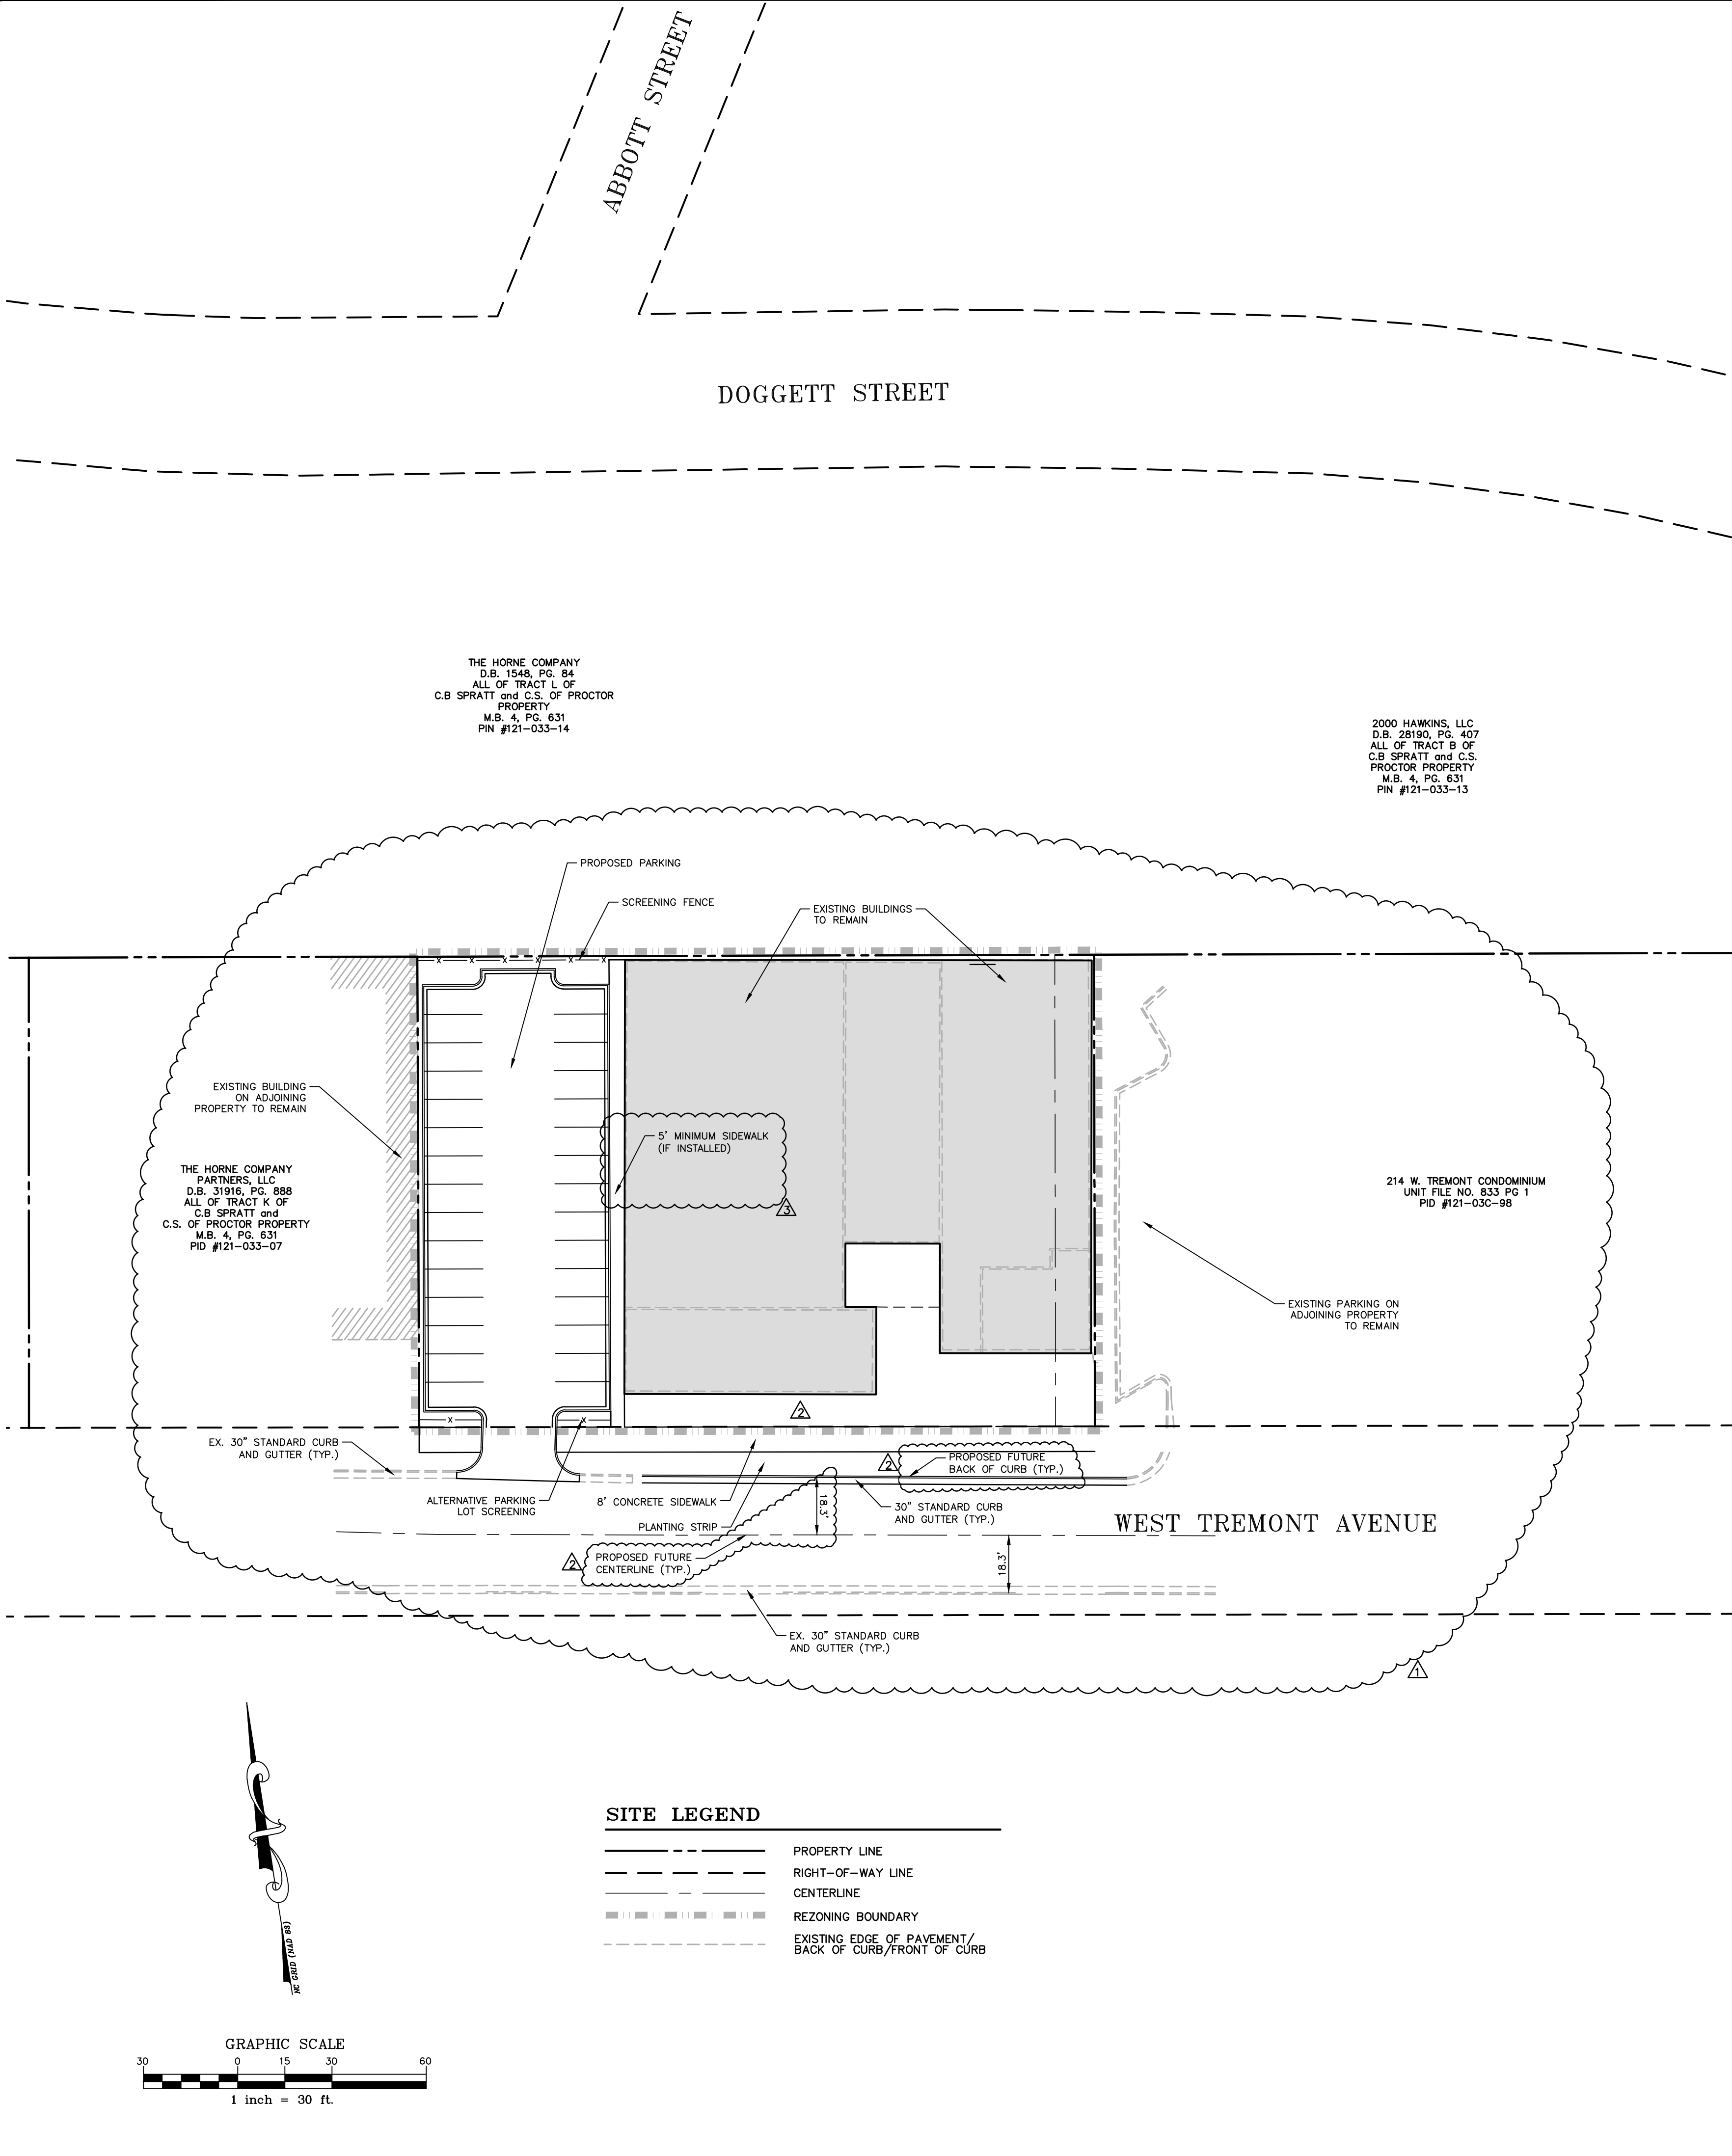 ABBOTT STREET
DOGGETT STREET
THE HORNE COMPANY
D.B. 1548, PG. 84
ALL OF TRACT L OF
C.B SPRATT and C.S. OF PROCTOR
PROPERTY
M.B. 4, PG. 631
PIN #121-033-14
2000 HAWKINS, LLC
D.B. 28190, PG. 407
ALL OF TRACT B OF
C.B SPRATT and C.S.
PROCTOR PROPERTY
M.B. 4, PG. 631
PIN #121-033-13
PROPOSED PARKING
SCREENING FENCE
EXISTING BUILDINGS
TO REMAIN
X X X X X X
EXISTING BUILDING
ON ADJOINING
PROPERTY TO REMAIN
5' MINIMUM SIDEWALK
(IF INSTALLED)
3
THE HORNE COMPANY
PARTNERS, LLC
D.B. 31916, PG. 888
ALL OF TRACT K OF
C.B SPRATT and
C.S. OF PROCTOR PROPERTY
M.B. 4, PG. 631
PID #121-033-07
214 W. TREMONT CONDOMINIUM
UNIT FILE NO. 833 PG 1
PID #121-03C-98
EXISTING PARKING ON
ADJOINING PROPERTY
TO REMAIN
X X
2
EX. 30" STANDARD CURB
AND GUTTER (TYP.)
2
PROPOSED FUTURE
BACK OF CURB (TYP.)
ALTERNATIVE PARKING
LOT SCREENING
8' CONCRETE SIDEWALK
18.3'
30" STANDARD CURB
AND GUTTER (TYP.)
PLANTING STRIP
WEST TREMONT AVENUE
2
PROPOSED FUTURE
CENTERLINE (TYP.)
18.3'
EX. 30" STANDARD CURB
AND GUTTER (TYP.)
1
NC GRID (NAD 83)
SITE LEGEND
PROPERTY LINE
RIGHT-OF-WAY LINE
CENTERLINE
REZONING BOUNDARY
EXISTING EDGE OF PAVEMENT/
BACK OF CURB/FRONT OF CURB
GRAPHIC SCALE
30 0 15 30 60
1 inch = 30 ft.